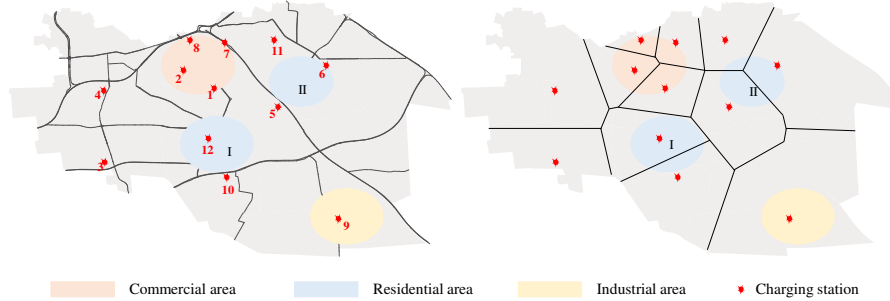 8
7
11
2
6
II
4
1
5
12
I
3
10
9
II
I
Commercial area
Residential area
Industrial area
Charging station